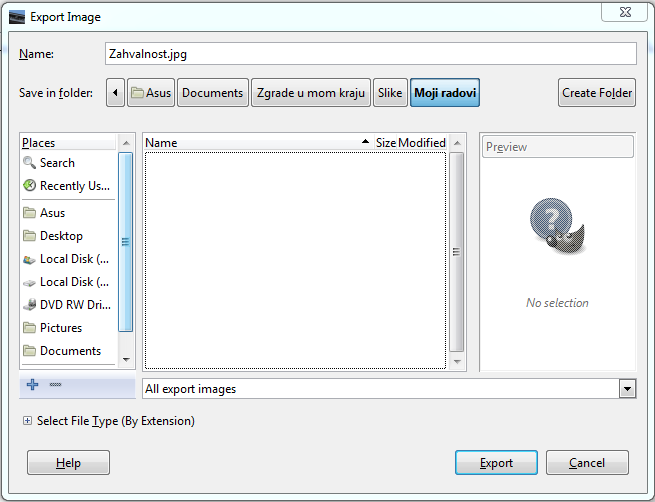 Export Image
Name: Zahvalnost.jpg
Save in folder: Asus Documents Zgrade u mom kraju Slike Moji radovi Create Folder
Places
Search
Recently Us...
Asus
Desktop
Local Disk (...
Local Disk (...
DVD RW Dri...
Pictures
Documents
Name Size Modified
Preview
No selection
All export images
Select File Type (By Extension)
Help Export Cancel